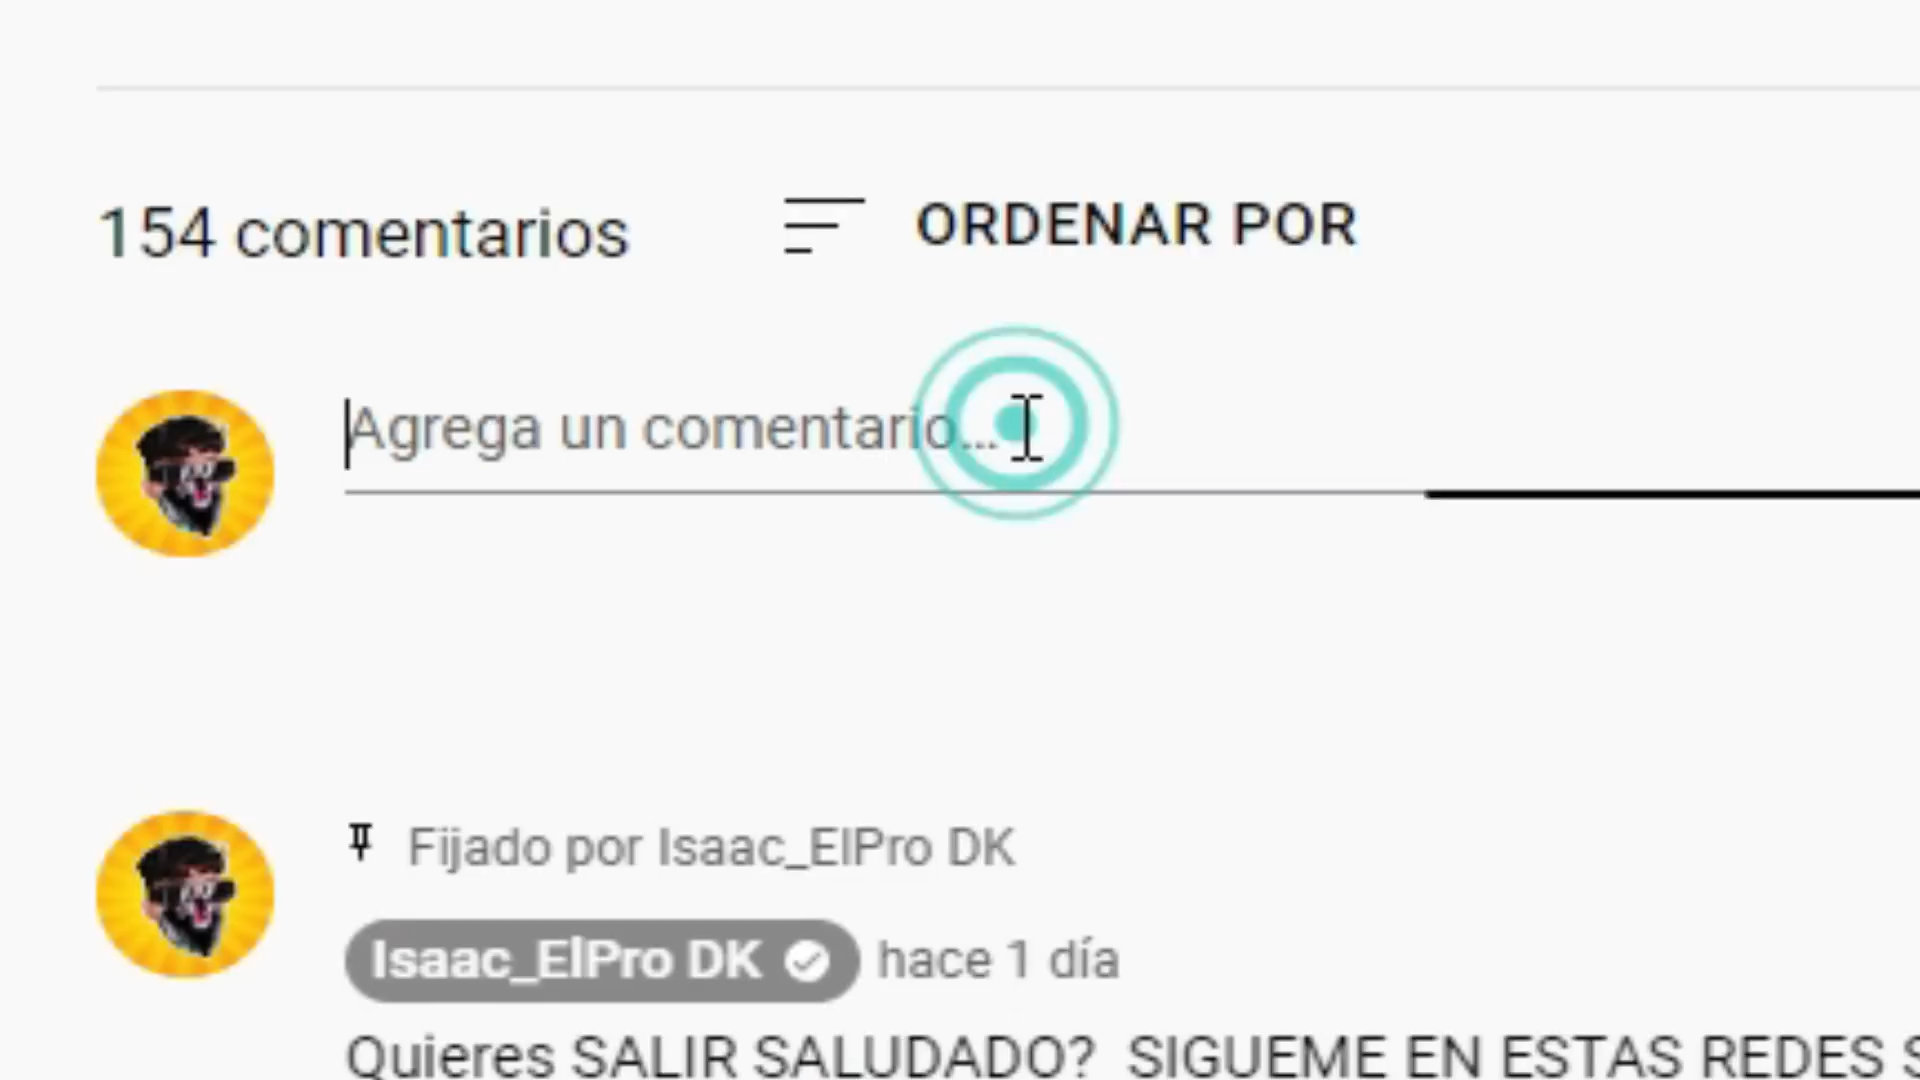 154 comentarios
ORDENAR POR
Agrega un comentario...
Fijado por Isaac_ElPro DK
Isaac_ElPro DK hace 1 día
Quieres SALIR SALUDADO? SIGUEME EN ESTAS REDES